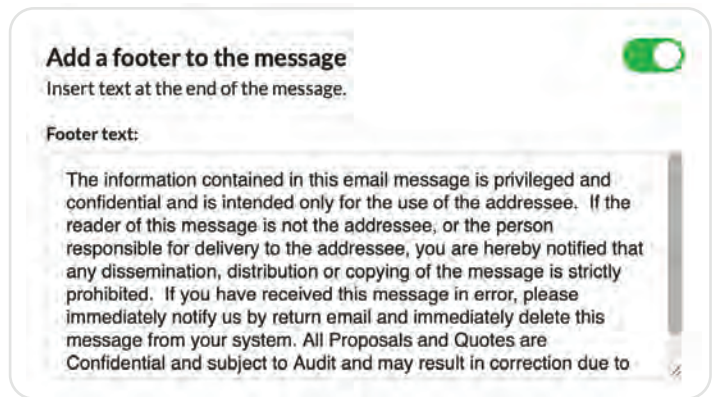 Add a footer to the message
Insert text at the end of the message.
Footer text:
The information contained in this email message is privileged and
confidential and is intended only for the use of the addressee.  If the
reader of this message is not the addressee, or the person
responsible for delivery to the addressee, you are hereby notified that
any dissemination, distribution or copying of the message is strictly
prohibited.  If you have received this message in error, please
immediately notify us by return email and immediately delete this
message from your system. All Proposals and Quotes are
Confidential and subject to Audit and may result in correction due to